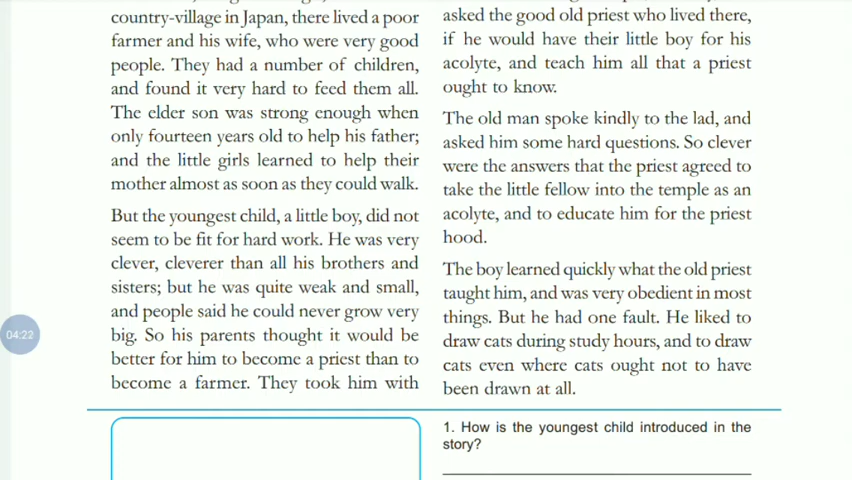 country-village in Japan, there lived a poor
farmer and his wife, who were very good
people. They had a number of children,
and found it very hard to feed them all.
The elder son was strong enough when
only fourteen years old to help his father;
and the little girls learned to help their
mother almost as soon as they could walk.
But the youngest child, a little boy, did not
seem to be fit for hard work. He was very
clever, cleverer than all his brothers and
sisters; but he was quite weak and small,
and people said he could never grow very
big. So his parents thought it would be
better for him to become a priest than to
become a farmer. They took him with
asked the good old priest who lived there,
if he would have their little boy for his
acolyte, and teach him all that a priest
ought to know.
The old man spoke kindly to the lad, and
asked him some hard questions. So clever
were the answers that the priest agreed to
take the little fellow into the temple as an
acolyte, and to educate him for the priest
hood.
The boy learned quickly what the old priest
taught him, and was very obedient in most
things. But he had one fault. He liked to
draw cats during study hours, and to draw
cats even where cats ought not to have
been drawn at all.
1. How is the youngest child introduced in the
story?
04:22